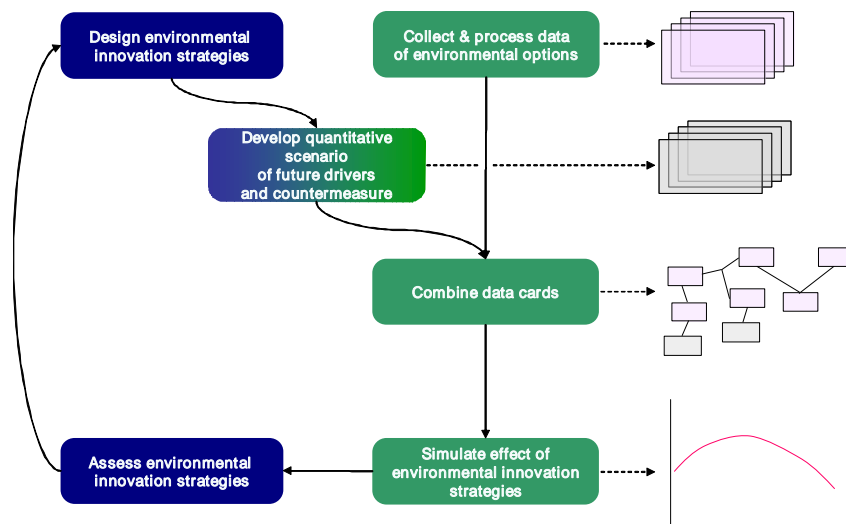 Design environmental
innovation strategies
Collect & process data
of environmental options
Develop quantitative
scenario
of future drivers
and countermeasure
Combine data cards
Assess environmental
innovation strategies
Simulate effect of
environmental innovation
strategies